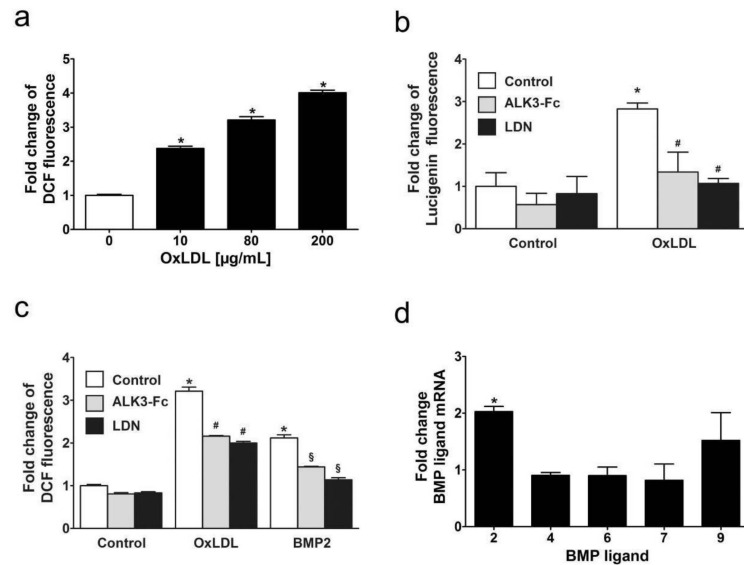 a
Fold change of
DCF fluorescence
5
4
3
2
1
0
*
*
*
0
10
80
200
OxLDL [µg/mL]
b
Fold change of
Lucigenin fluorescence
4
3
2
1
0
Control
ALK3-Fc
LDN
*
#
#
Control
OxLDL
c
Fold change of
DCF fluorescence
4
3
2
1
0
Control
ALK3-Fc
LDN
*
#
#
*
§
§
Control
OxLDL
BMP2
d
Fold change
BMP ligand mRNA
3
2
1
0
*
2
4
6
7
9
BMP ligand